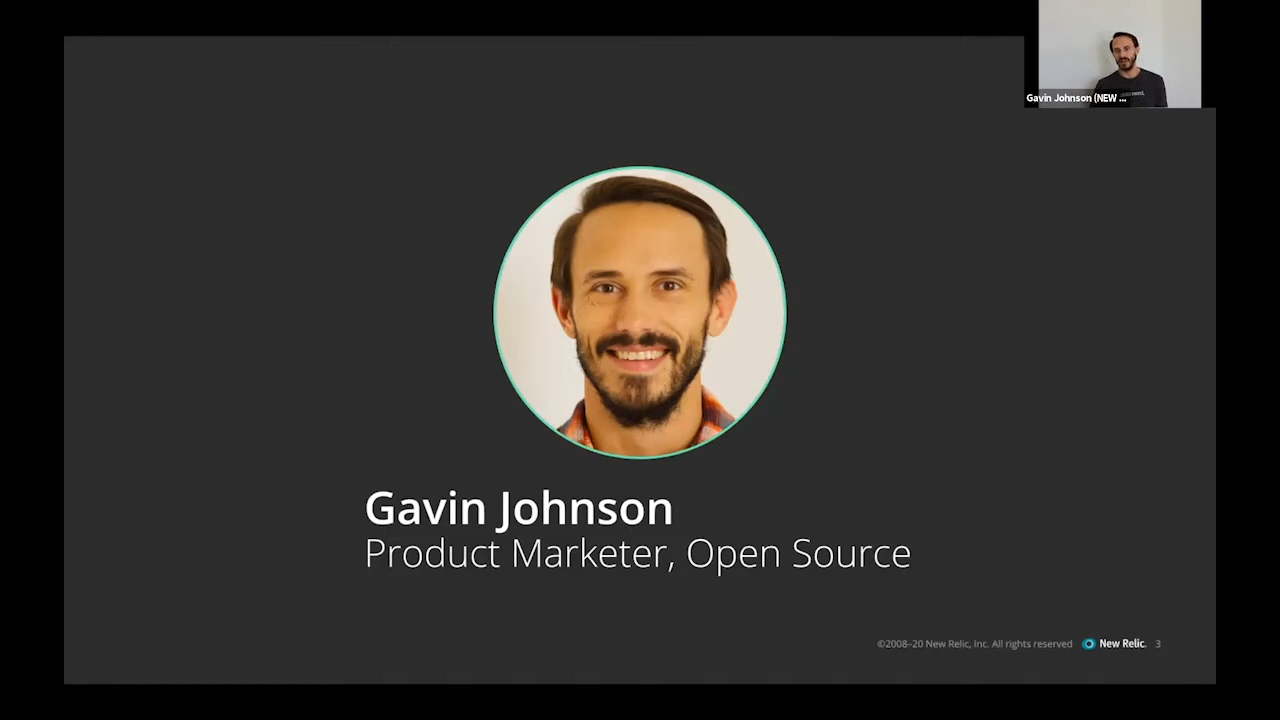 Gavin Johnson (NEW ...
Gavin Johnson
Product Marketer, Open Source
©2008–20 New Relic, Inc. All rights reserved New Relic. 3